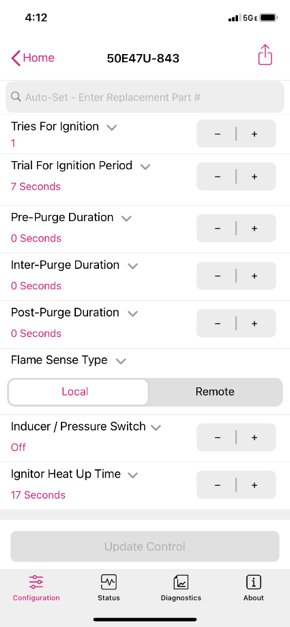 4:12
5GE
Home
50E47U-843
Auto-Set - Enter Replacement Part #
Tries For Ignition
1
- | +
Trial For Ignition Period
7 Seconds
- | +
Pre-Purge Duration
0 Seconds
- | +
Inter-Purge Duration
0 Seconds
- | +
Post-Purge Duration
0 Seconds
- | +
Flame Sense Type
Local Remote
Inducer / Pressure Switch
Off
- | +
Ignitor Heat Up Time
17 Seconds
- | +
Update Control
Configuration Status Diagnostics About